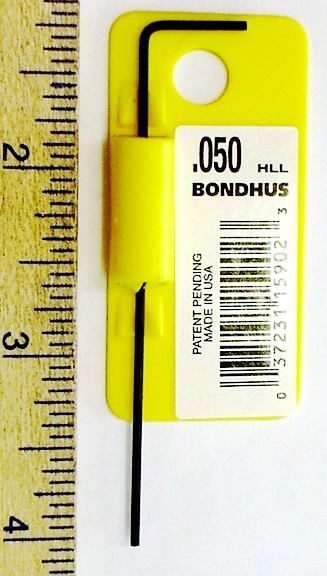 2
3
4
.050 HLL
BONDHUS
PATENT PENDING
MADE IN USA
0 37231 15902 3